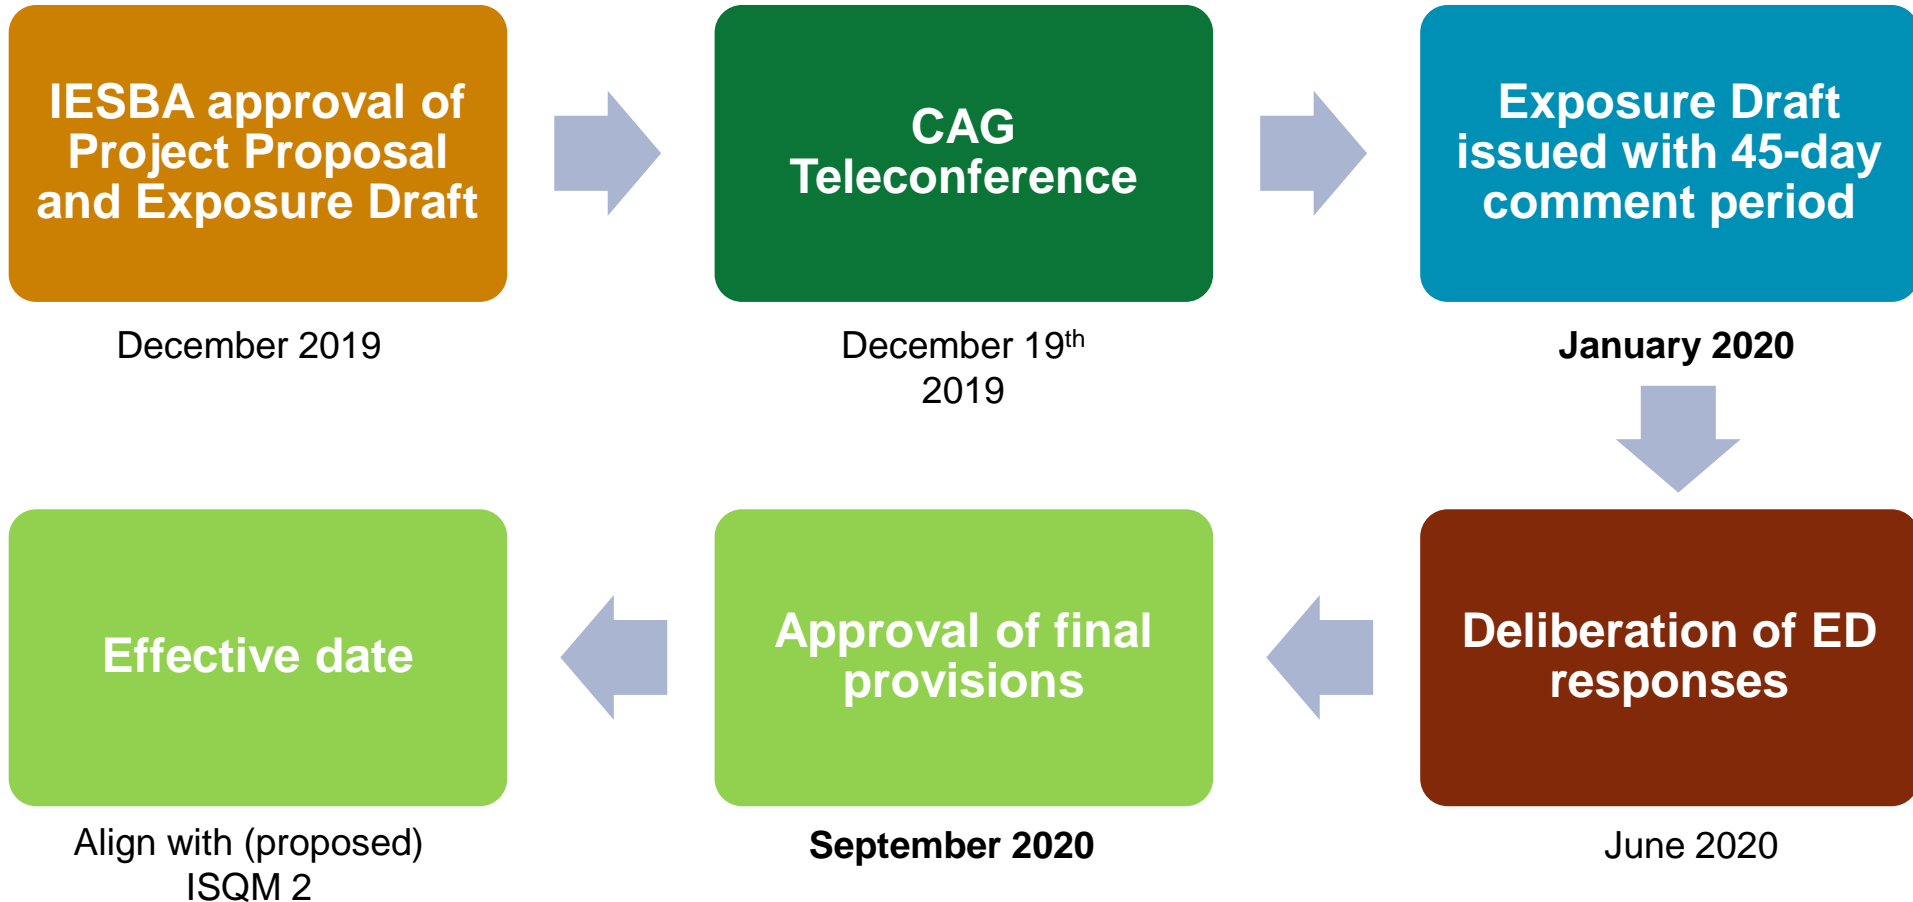 IESBA approval of
Project Proposal
and Exposure Draft
December 2019
CAG
Teleconference
December 19th
2019
Exposure Draft
issued with 45-day
comment period
January 2020
Deliberation of ED
responses
June 2020
Approval of final
provisions
September 2020
Effective date
Align with (proposed)
ISQM 2